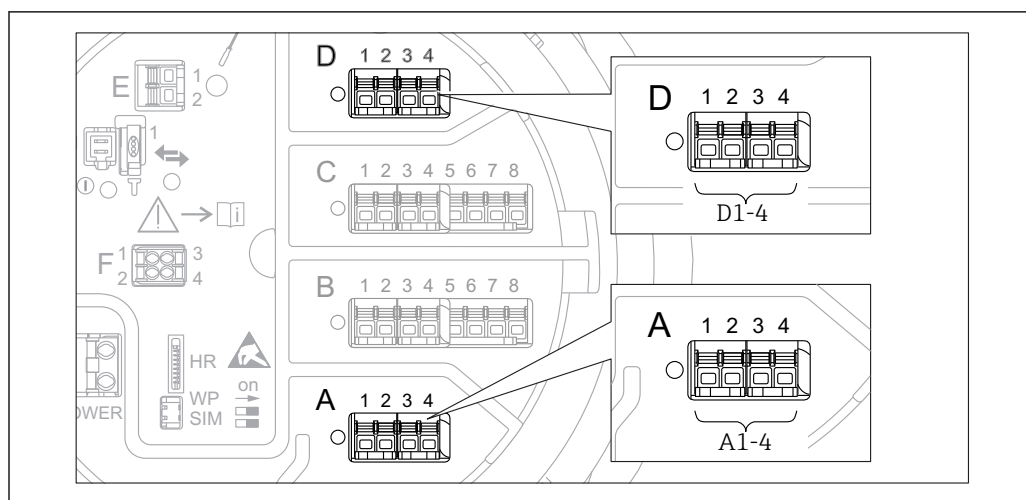 D 1 2 3 4
E 1
2
1
D 1 2 3 4
D1-4
C 1 2 3 4 5 6 7 8
i
F 1 3
2 4
B 1 2 3 4 5 6 7 8
HR
WP on
SIM
OWER
A 1 2 3 4
A 1 2 3 4
A1-4